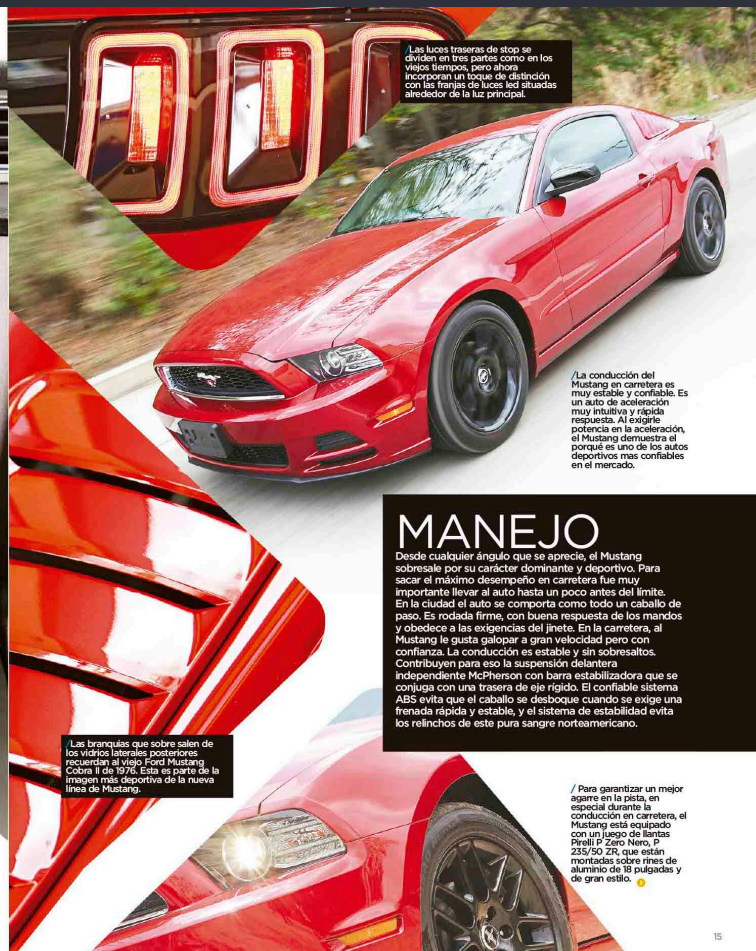 /Las luces traseras de stop se
dividen en tres partes como en los
viejos tiempos, pero ahora
incorporan un toque de distinción
con las franjas de luces led situadas
alrededor de la luz principal.
/La conducción del
Mustang en carretera es
muy estable y confiable. Es
un auto de aceleración
muy intuitiva y rápida
respuesta. Al exigirle
potencia en la aceleración,
el Mustang demuestra el
porqué es uno de los autos
deportivos mas confiables
en el mercado.
MANEJO
Desde cualquier ángulo que se aprecie, el Mustang
sobresale por su carácter dominante y deportivo. Para
sacar el máximo desempeño en carretera fue muy
importante llevar al auto hasta un poco antes del límite.
En la ciudad el auto se comporta como todo un caballo de
paso. Es rodada firme, con buena respuesta de los mandos
y obedece a las exigencias del jinete. En la carretera, al
Mustang le gusta galopar a gran velocidad pero con
confianza. La conducción es estable y sin sobresaltos.
Contribuyen para eso la suspensión delantera
independiente McPherson con barra estabilizadora que se
conjuga con una trasera de eje rígido. El confiable sistema
ABS evita que el caballo se desboque cuando se exige una
frenada rápida y estable, y el sistema de estabilidad evita
los relinchos de este pura sangre norteamericano.
/Las branquias que sobre salen de
los vidrios laterales posteriores
recuerdan al viejo Ford Mustang
Cobra II de 1976. Esta es parte de la
imagen más deportiva de la nueva
línea de Mustang.
/ Para garantizar un mejor
agarre en la pista, en
especial durante la
conducción en carretera, el
Mustang está equipado
con un juego de llantas
Pirelli P Zero Nero, P
235/50 ZR, que están
montadas sobre rines de
aluminio de 18 pulgadas y
de gran estilo.
15